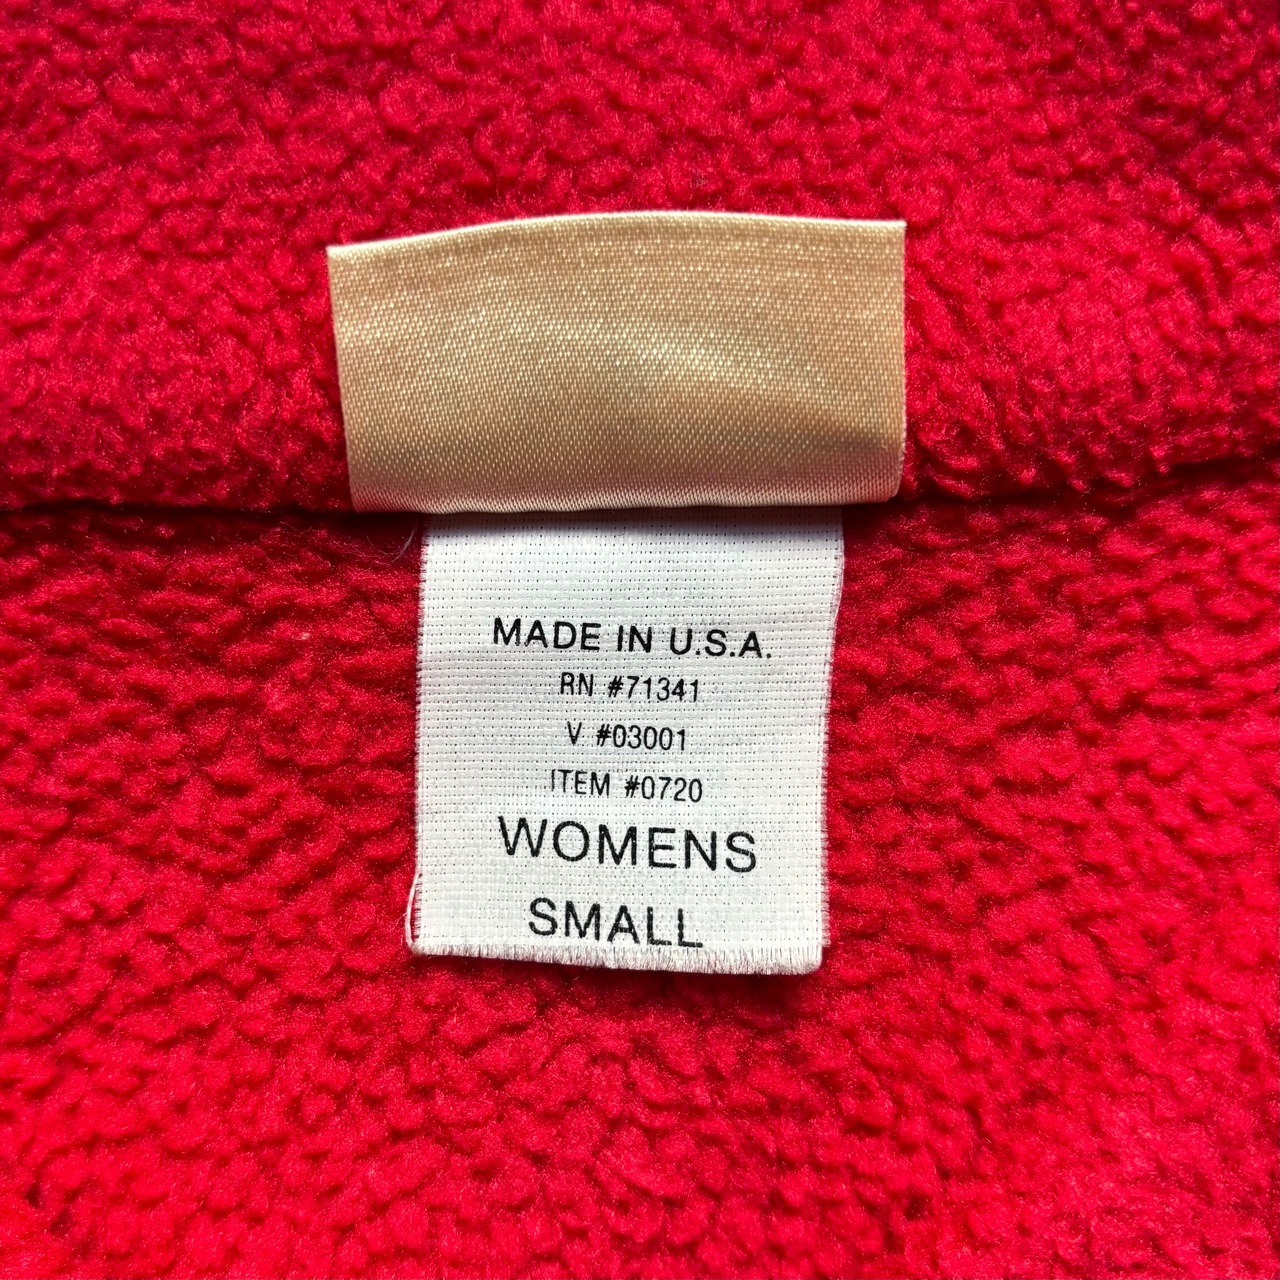 MADE IN U.S.A.
RN #71341
V #03001
ITEM #0720
WOMENS
SMALL